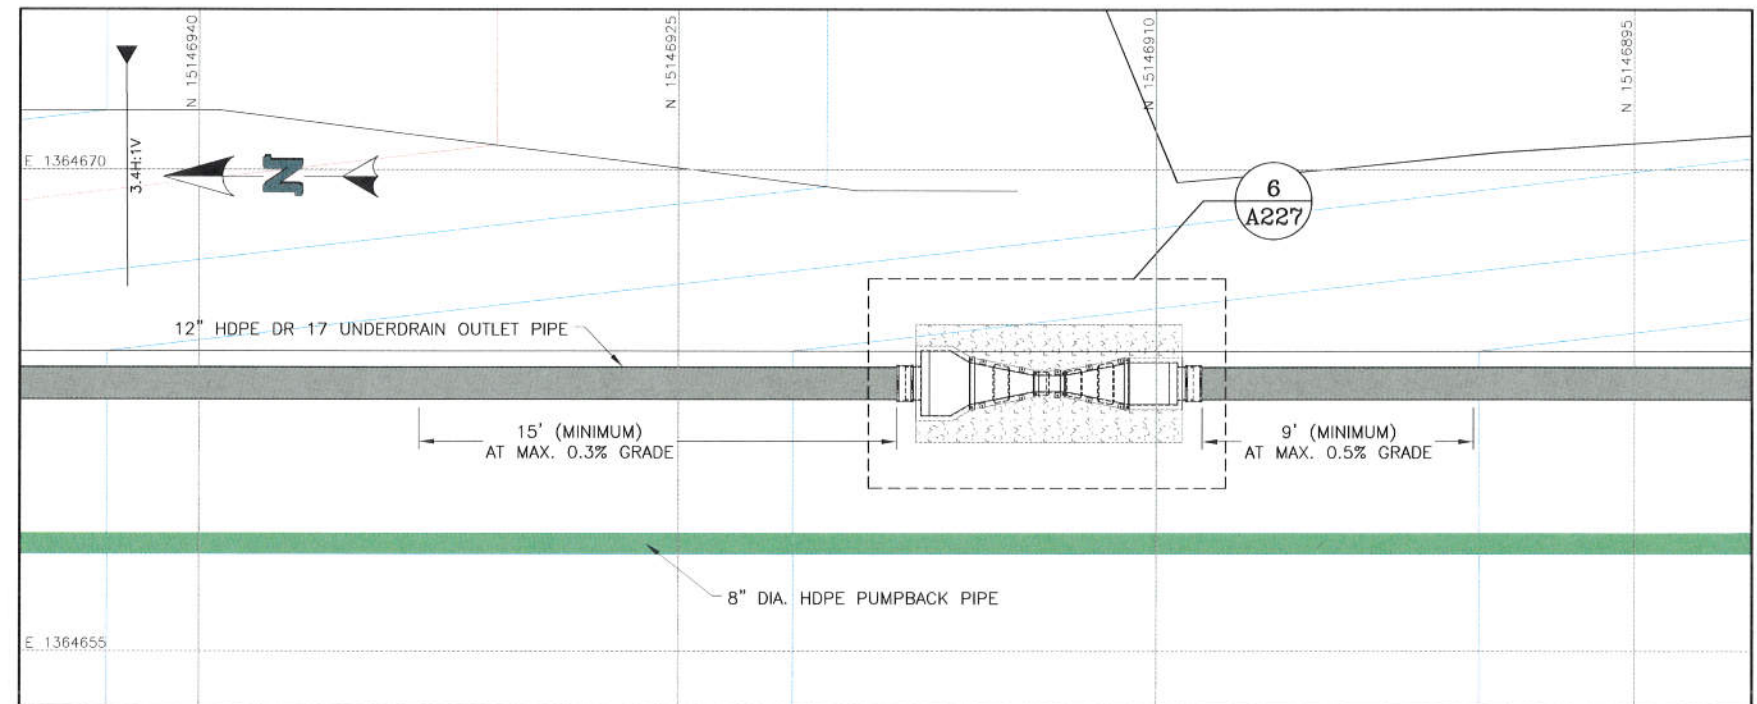 N 15146940
N 15146925
N 15146910
N 15146895
E 1364670
3.4H:1V
N
6
A227
12" HDPE DR 17 UNDERDRAIN OUTLET PIPE
15' (MINIMUM)
AT MAX. 0.3% GRADE
9' (MINIMUM)
AT MAX. 0.5% GRADE
8" DIA. HDPE PUMPBACK PIPE
E 1364655